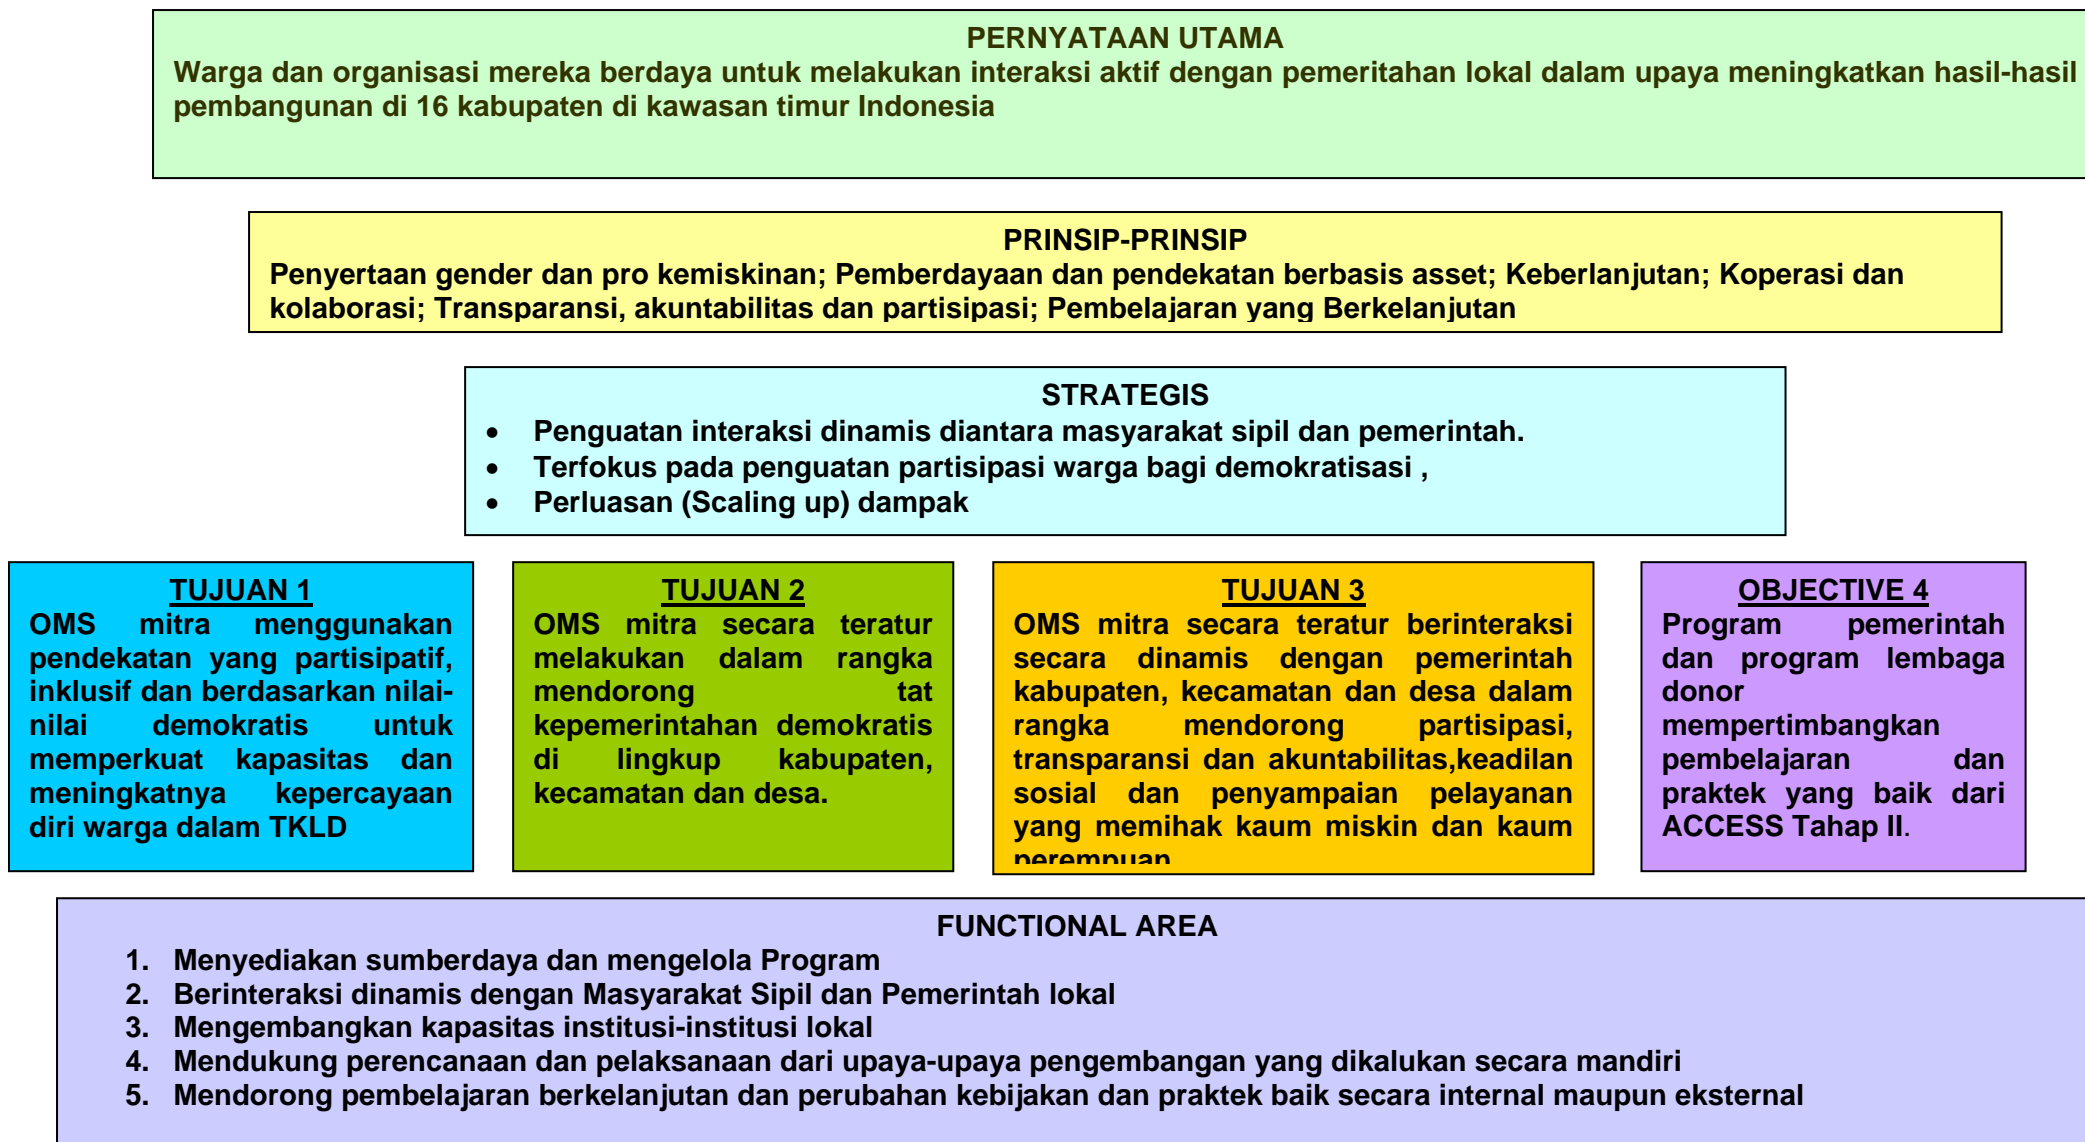 PERNYATAAN UTAMA
Warga dan organisasi mereka berdaya untuk melakukan interaksi aktif dengan pemeritahan lokal dalam upaya meningkatkan hasil-hasil
pembangunan di 16 kabupaten di kawasan timur Indonesia
PRINSIP-PRINSIP
Penyertaan gender dan pro kemiskinan; Pemberdayaan dan pendekatan berbasis asset; Keberlanjutan; Koperasi dan
kolaborasi; Transparansi, akuntabilitas dan partisipasi; Pembelajaran yang Berkelanjutan
STRATEGIS
• Penguatan interaksi dinamis diantara masyarakat sipil dan pemerintah.
• Terfokus pada penguatan partisipasi warga bagi demokratisasi ,
• Perluasan (Scaling up) dampak
TUJUAN 1
OMS mitra menggunakan
pendekatan yang partisipatif,
inklusif dan berdasarkan nilai-
nilai demokratis untuk
memperkuat kapasitas dan
meningkatnya kepercayaan
diri warga dalam TKLD
TUJUAN 2
OMS mitra secara teratur
melakukan dalam rangka
mendorong tat
kepemerintahan demokratis
di lingkup kabupaten,
kecamatan dan desa.
TUJUAN 3
OMS mitra secara teratur berinteraksi
secara dinamis dengan pemerintah
kabupaten, kecamatan dan desa dalam
rangka mendorong partisipasi,
transparansi dan akuntabilitas,keadilan
sosial dan penyampaian pelayanan
yang memihak kaum miskin dan kaum
perempuan
OBJECTIVE 4
Program pemerintah
dan program lembaga
donor
mempertimbangkan
pembelajaran dan
praktek yang baik dari
ACCESS Tahap II.
FUNCTIONAL AREA
1. Menyediakan sumberdaya dan mengelola Program
2. Berinteraksi dinamis dengan Masyarakat Sipil dan Pemerintah lokal
3. Mengembangkan kapasitas institusi-institusi lokal
4. Mendukung perencanaan dan pelaksanaan dari upaya-upaya pengembangan yang dikalukan secara mandiri
5. Mendorong pembelajaran berkelanjutan dan perubahan kebijakan dan praktek baik secara internal maupun eksternal